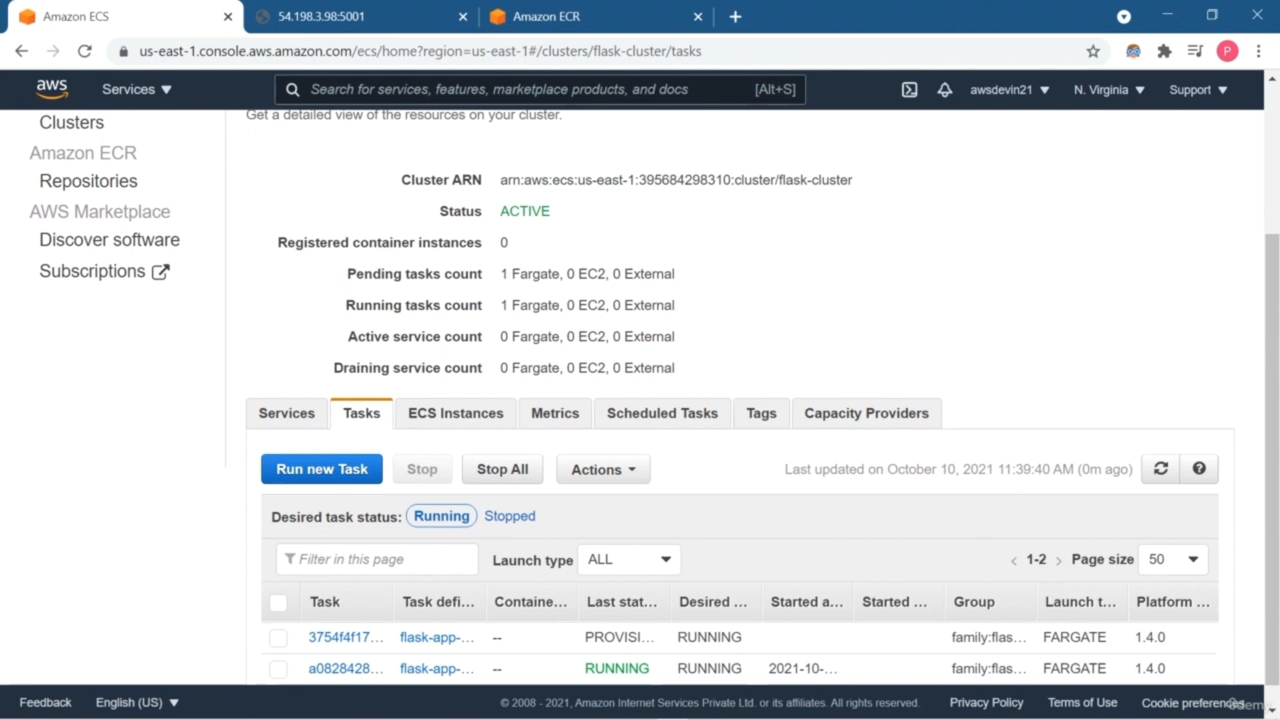 Amazon ECS
54.198.3.98:5001
Amazon ECR
us-east-1.console.aws.amazon.com/ecs/home?region=us-east-1#/clusters/flask-cluster/tasks
P
aws
Services
Search for services, features, marketplace products, and docs
[Alt+S]
awsdevin21
N. Virginia
Support
Clusters
Amazon ECR
Repositories
AWS Marketplace
Discover software
Subscriptions
Get a detailed view of the resources on your cluster.
Cluster ARN arn:aws:ecs:us-east-1:395684298310:cluster/flask-cluster
Status ACTIVE
Registered container instances 0
Pending tasks count 1 Fargate, 0 EC2, 0 External
Running tasks count 1 Fargate, 0 EC2, 0 External
Active service count 0 Fargate, 0 EC2, 0 External
Draining service count 0 Fargate, 0 EC2, 0 External
Services Tasks ECS Instances Metrics Scheduled Tasks Tags Capacity Providers
Run new Task Stop Stop All Actions Last updated on October 10, 2021 11:39:40 AM (0m ago)
Desired task status: Running Stopped
Filter in this page Launch type ALL < 1-2 > Page size 50
Task Task defi... Containe... Last stat... Desired ... Started a... Started ... Group Launch t... Platform ...
3754f4f17... flask-app-... -- PROVISI... RUNNING family:flas... FARGATE 1.4.0
a0828428... flask-app-... -- RUNNING RUNNING 2021-10-... family:flas... FARGATE 1.4.0
Feedback English (US) © 2008 - 2021, Amazon Internet Services Private Ltd. or its affiliates. All rights reserved. Privacy Policy Terms of Use Cookie preferences